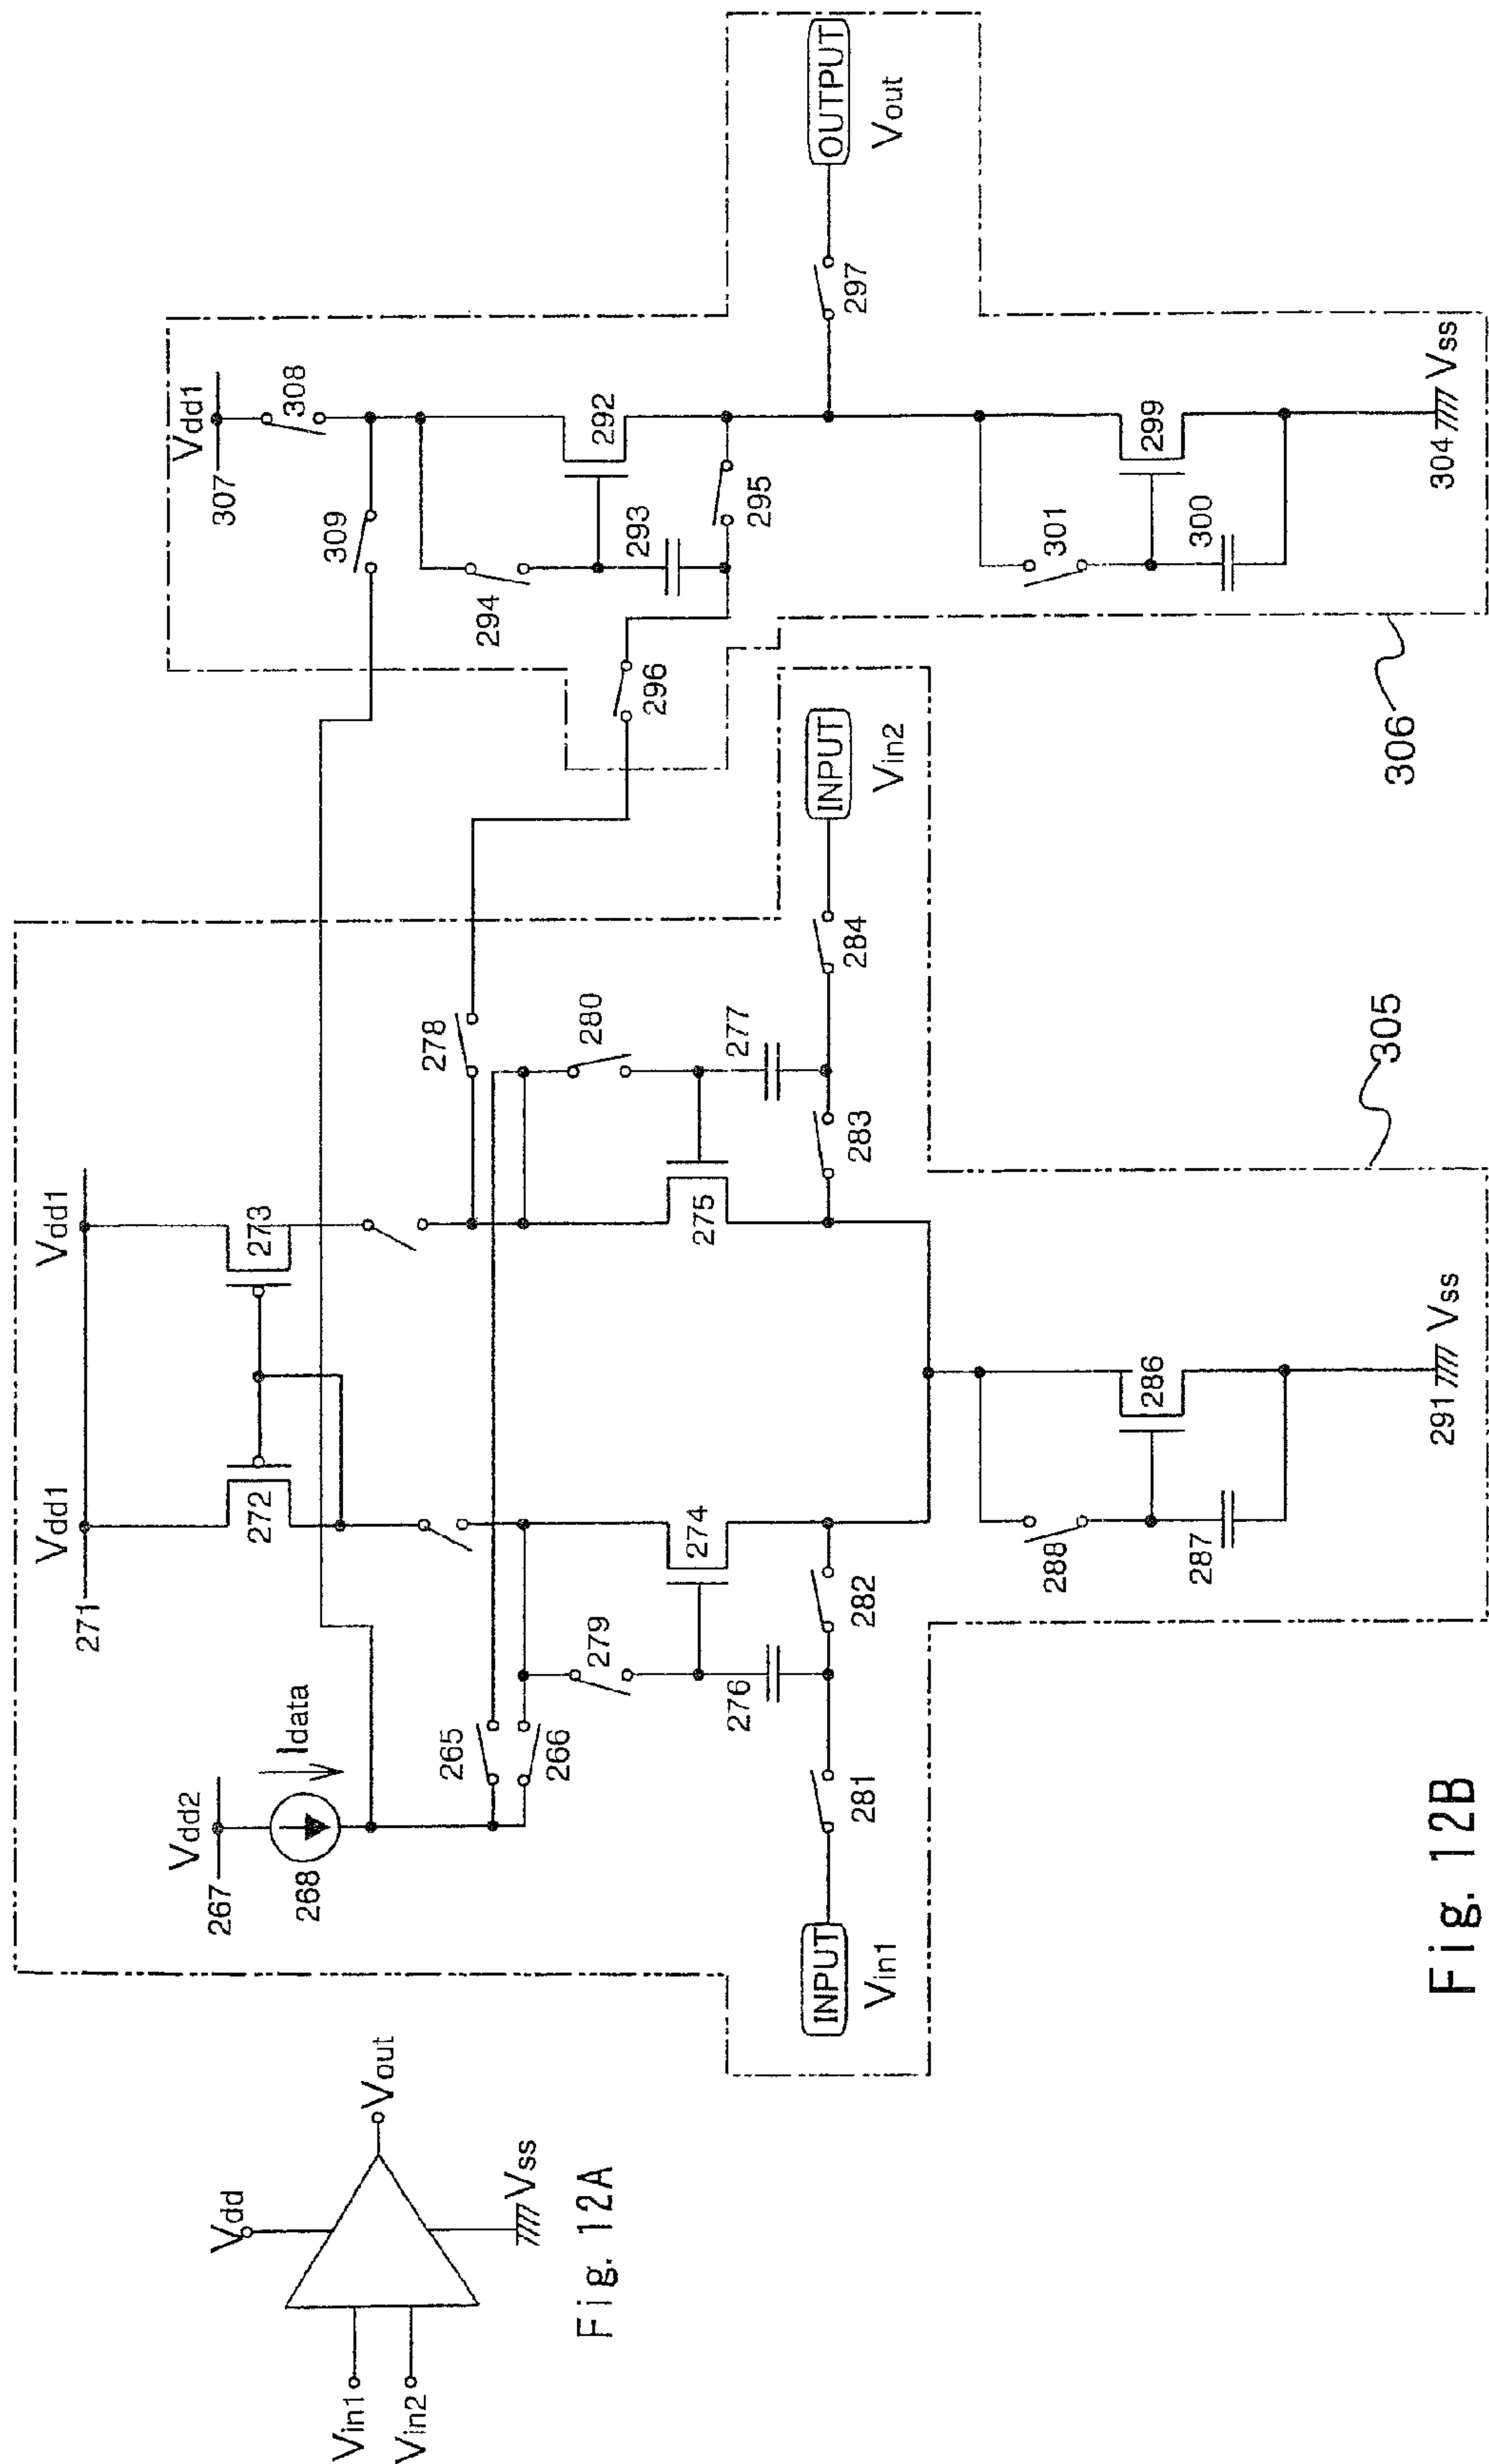 Vdd
Vin1
Vin2
Vout
Vss
Fig. 12A
Vdd2
267
268
Idata
271
Vdd1
Vdd1
272
273
265
266
278
279
280
274
275
276
277
INPUT
Vin1
281
282
283
284
INPUT
Vin2
288
286
287
291
Vss
305
Vdd1
307
308
309
292
293
294
295
296
297
OUTPUT
Vout
301
299
300
304
Vss
306
Fig. 12B